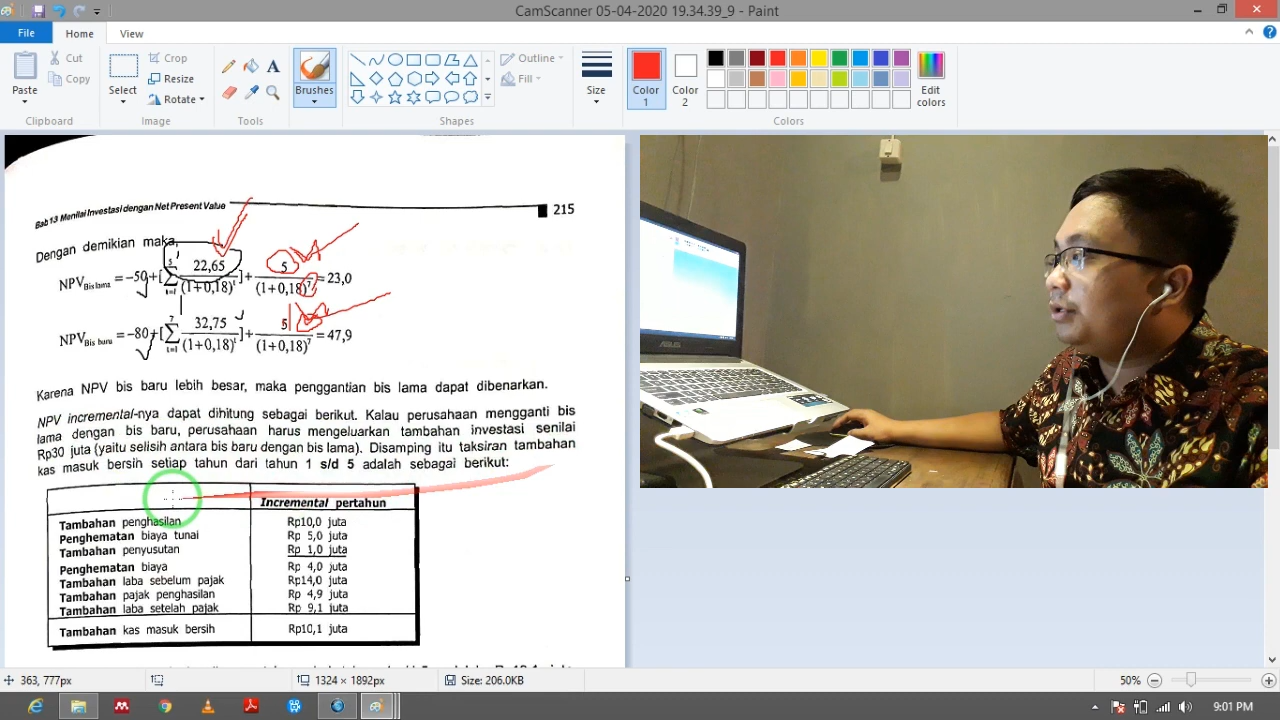 CamScanner 05-04-2020 19.34.39_9 - Paint
File Home View
Paste
Cut
Copy
Clipboard
Select
Crop
Resize
Rotate
Image
A
Tools
Brushes
Outline
Fill
Shapes
Size
Color 1
Color 2
Edit colors
Colors
Bab 13 Menilai Investasi dengan Net Present Value 215
Dengan demikian maka,
NPV Bis lama = -50+[∑ 5 t=1 22,65 / (1+0,18)^t]+ 5 / (1+0,18)^7 = 23,0
NPV Bis baru = -80+[∑ 7 t=1 32,75 / (1+0,18)^t]+ 5 / (1+0,18)^7 = 47,9
Karena NPV bis baru lebih besar, maka penggantian bis lama dapat dibenarkan.
NPV incremental-nya dapat dihitung sebagai berikut. Kalau perusahaan mengganti bis
lama dengan bis baru, perusahaan harus mengeluarkan tambahan investasi senilai
Rp30 juta (yaitu selisih antara bis baru dengan bis lama). Disamping itu taksiran tambahan
kas masuk bersih setiap tahun dari tahun 1 s/d 5 adalah sebagai berikut:
Incremental pertahun
Tambahan penghasilan Rp10,0 juta
Penghematan biaya tunai Rp 5,0 juta
Tambahan penyusutan Rp 1,0 juta
Penghematan biaya Rp 4,0 juta
Tambahan laba sebelum pajak Rp14,0 juta
Tambahan pajak penghasilan Rp 4,9 juta
Tambahan laba setelah pajak Rp 9,1 juta
Tambahan kas masuk bersih Rp10,1 juta
ASUS
363, 777px
1324 × 1892px
Size: 206.0KB
50%
9:01 PM